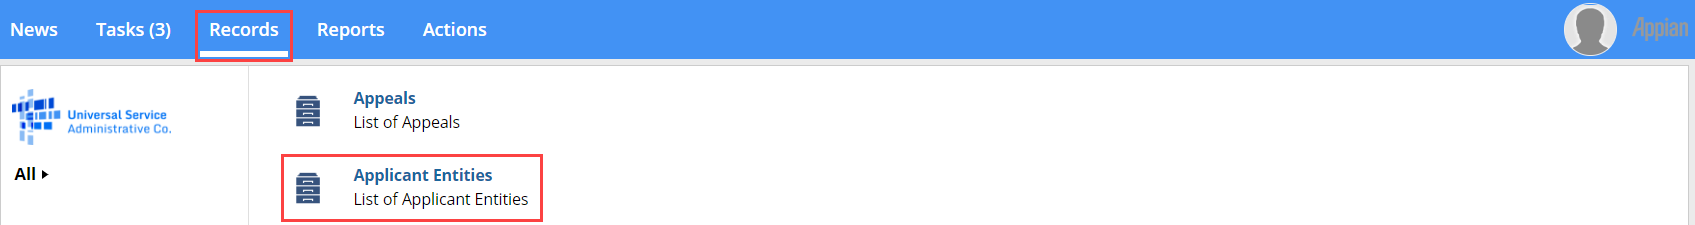 News
Tasks (3)
Records
Reports
Actions
Appian
Universal Service
Administrative Co.
All
Appeals
List of Appeals
Applicant Entities
List of Applicant Entities